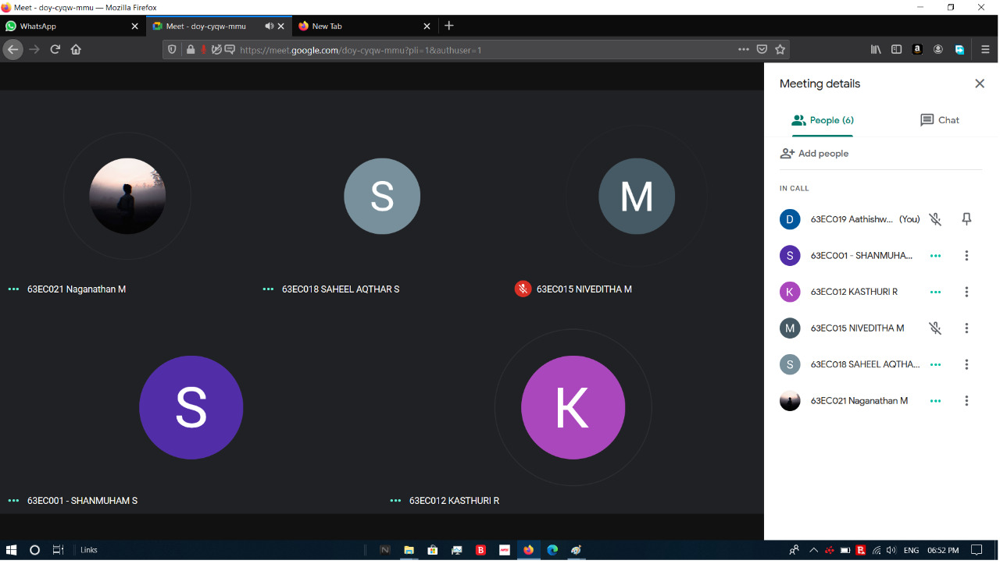 Meet - doy-cyqw-mmu — Mozilla Firefox
WhatsApp
Meet - doy-cyqw-mmu
New Tab
https://meet.google.com/doy-cyqw-mmu?pli=1&authuser=1
Meeting details
People (6)
Chat
Add people
IN CALL
D
63EC019 Aathishw... (You)
S
63EC001 - SHANMUHA...
K
63EC012 KASTHURI R
M
63EC015 NIVEDITHA M
S
63EC018 SAHEEL AQTHA...
63EC021 Naganathan M
S
M
63EC021 Naganathan M
63EC018 SAHEEL AQTHAR S
63EC015 NIVEDITHA M
S
K
63EC001 - SHANMUHAM S
63EC012 KASTHURI R
Links
ENG
06:52 PM